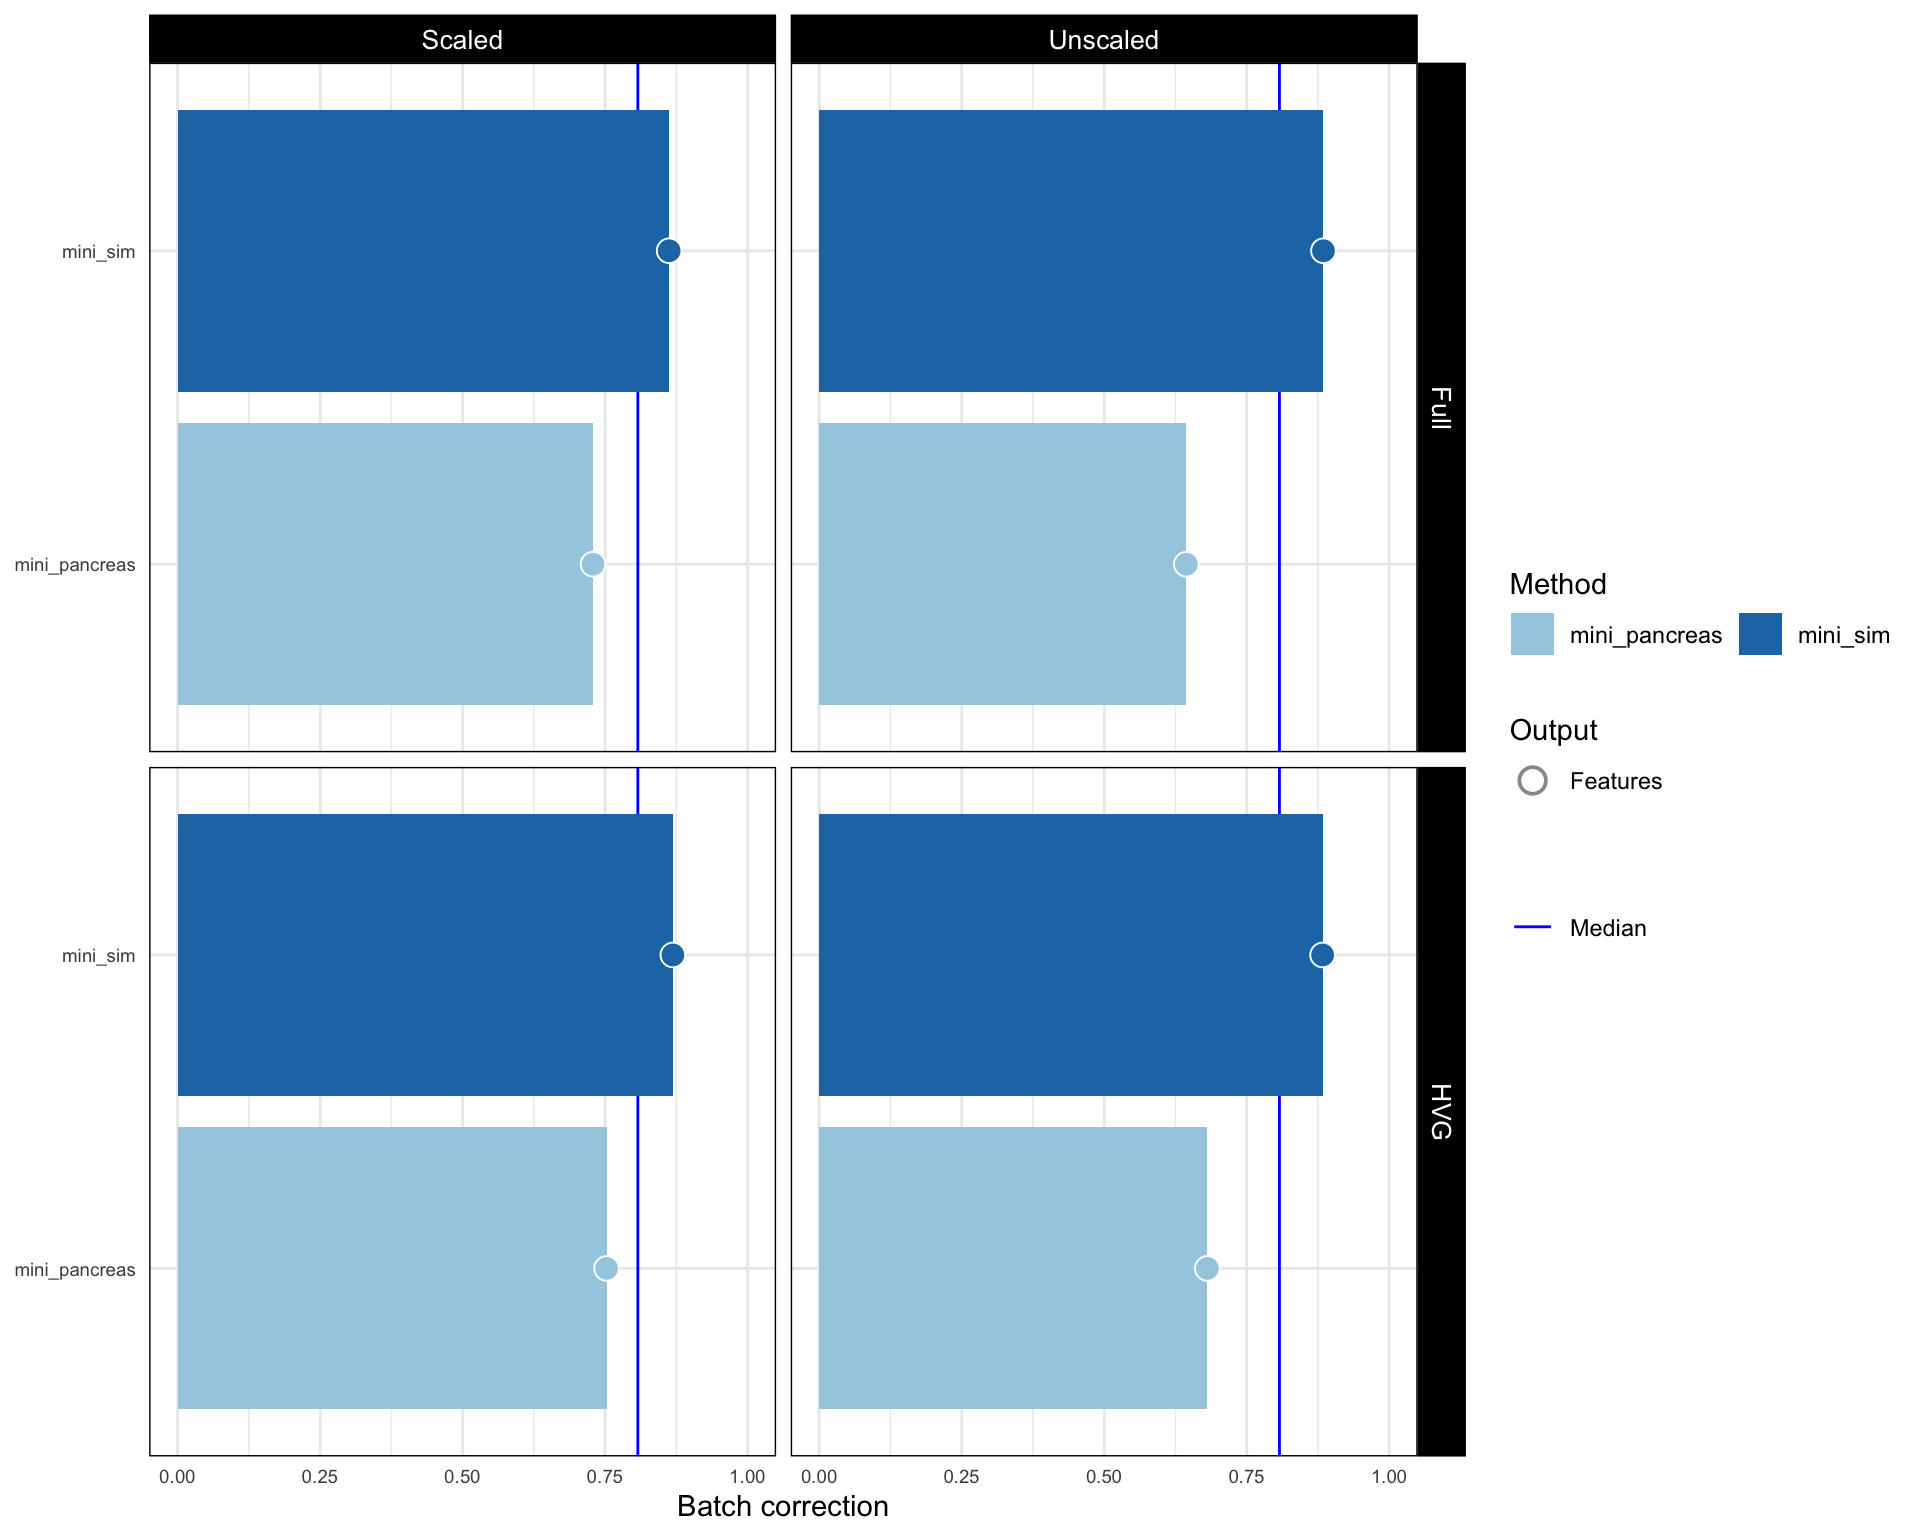 Scaled
Unscaled
mini_sim
mini_pancreas
Full
mini_sim
mini_pancreas
HVG
0.00 0.25 0.50 0.75 1.00
0.00 0.25 0.50 0.75 1.00
Batch correction
Method
mini_pancreas mini_sim
Output
Features
Median